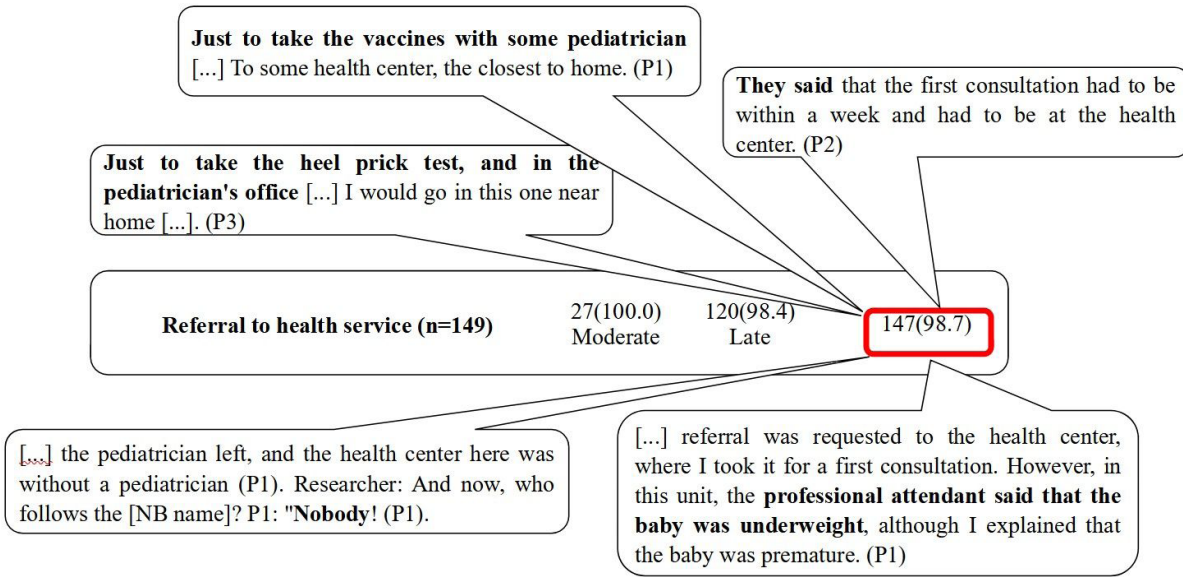 Just to take the vaccines with some pediatrician
[...] To some health center, the closest to home. (P1)
They said that the first consultation had to be
within a week and had to be at the health
center. (P2)
Just to take the heel prick test, and in the
pediatrician's office [...] I would go in this one near
home [...]. (P3)
Referral to health service (n=149)
27(100.0)
Moderate
120(98.4)
Late
147(98.7)
[...] the pediatrician left, and the health center here was
without a pediatrician (P1). Researcher: And now, who
follows the [NB name]? P1: "Nobody! (P1).
[...] referral was requested to the health center,
where I took it for a first consultation. However, in
this unit, the professional attendant said that the
baby was underweight, although I explained that
the baby was premature. (P1)